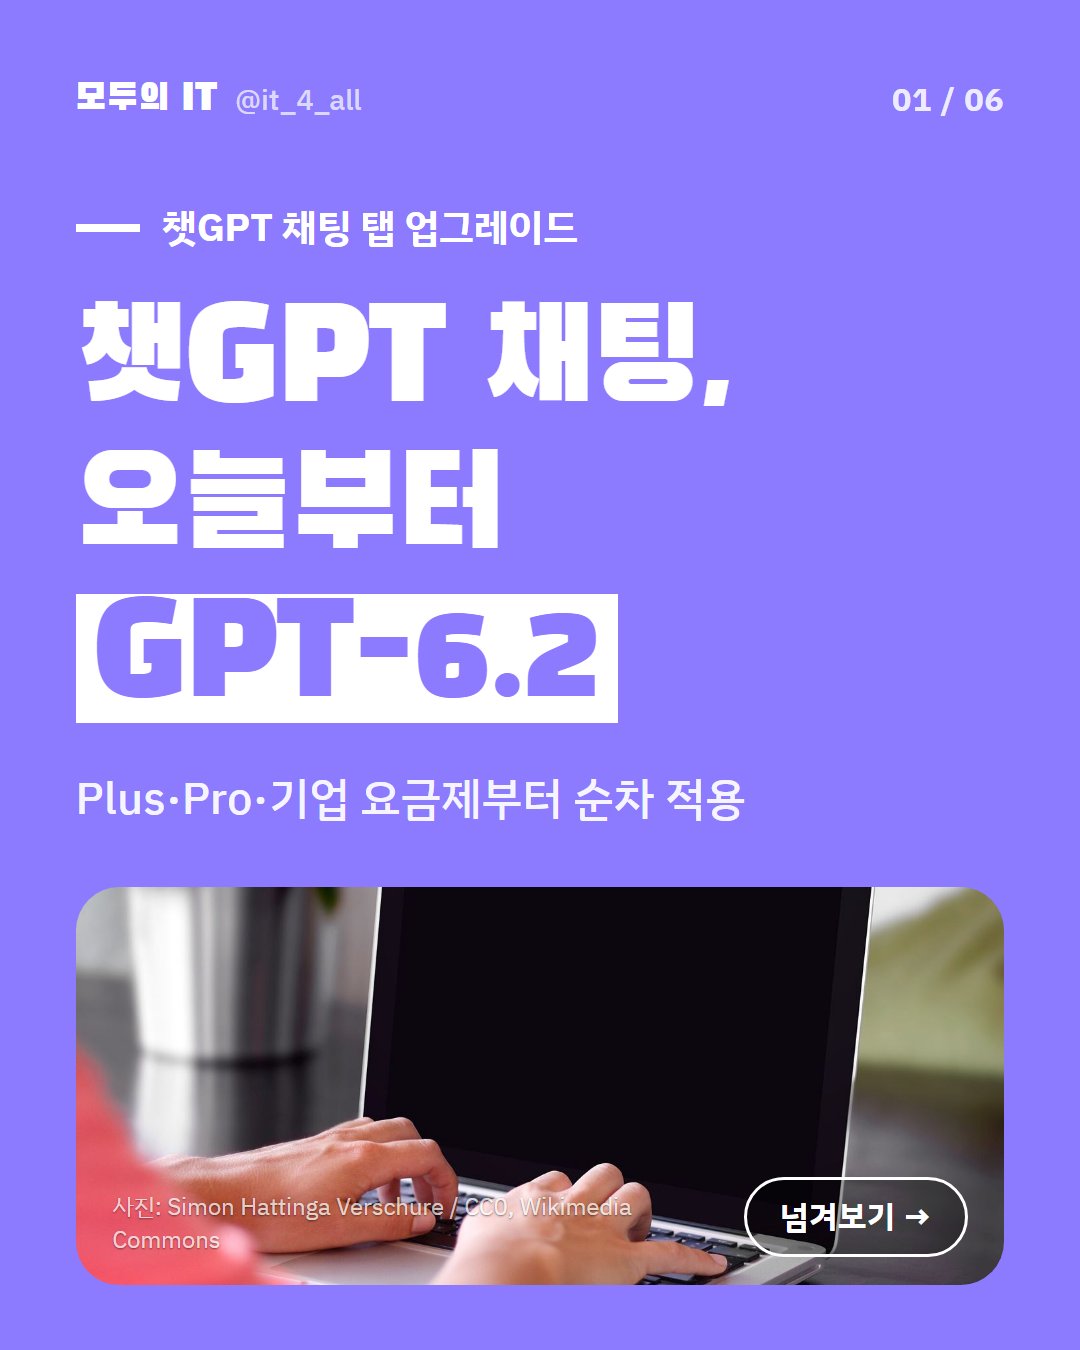 모두의 IT @it_4_all
01 / 06
챗GPT 채팅 탭 업그레이드
챗GPT 채팅,
오늘부터
GPT-6.2
Plus·Pro·기업 요금제부터 순차 적용
사진: Simon Hattinga Verschure / CC0, Wikimedia
Commons
넘겨보기 →